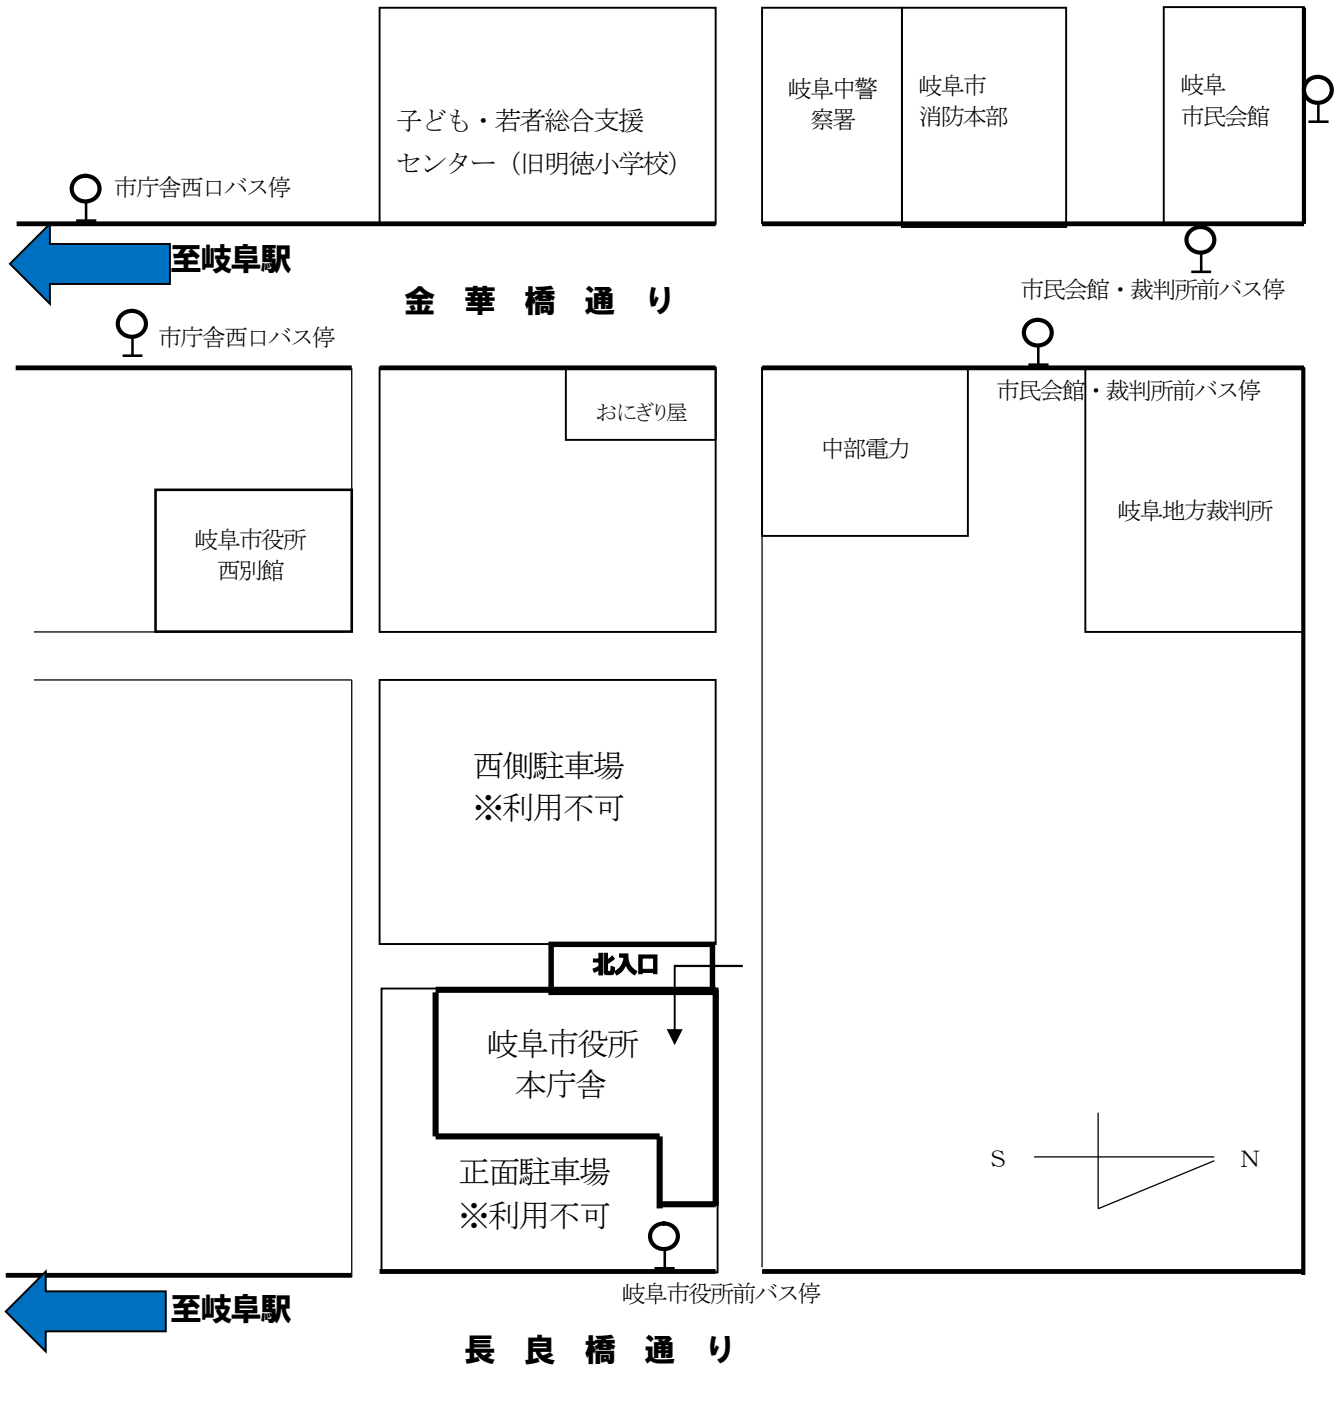 岐阜中警
察署
岐阜市
消防本部
岐阜
市民会館
子ども・若者総合支援
センター（旧明徳小学校）
市庁舎西口バス停
至岐阜駅
金華橋通り
市民会館・裁判所前バス停
市庁舎西口バス停
市民会館・裁判所前バス停
おにぎり屋
中部電力
岐阜地方裁判所
岐阜市役所
西別館
西側駐車場
※利用不可
北入口
岐阜市役所
本庁舎
正面駐車場
※利用不可
S
N
岐阜市役所前バス停
至岐阜駅
長良橋通り